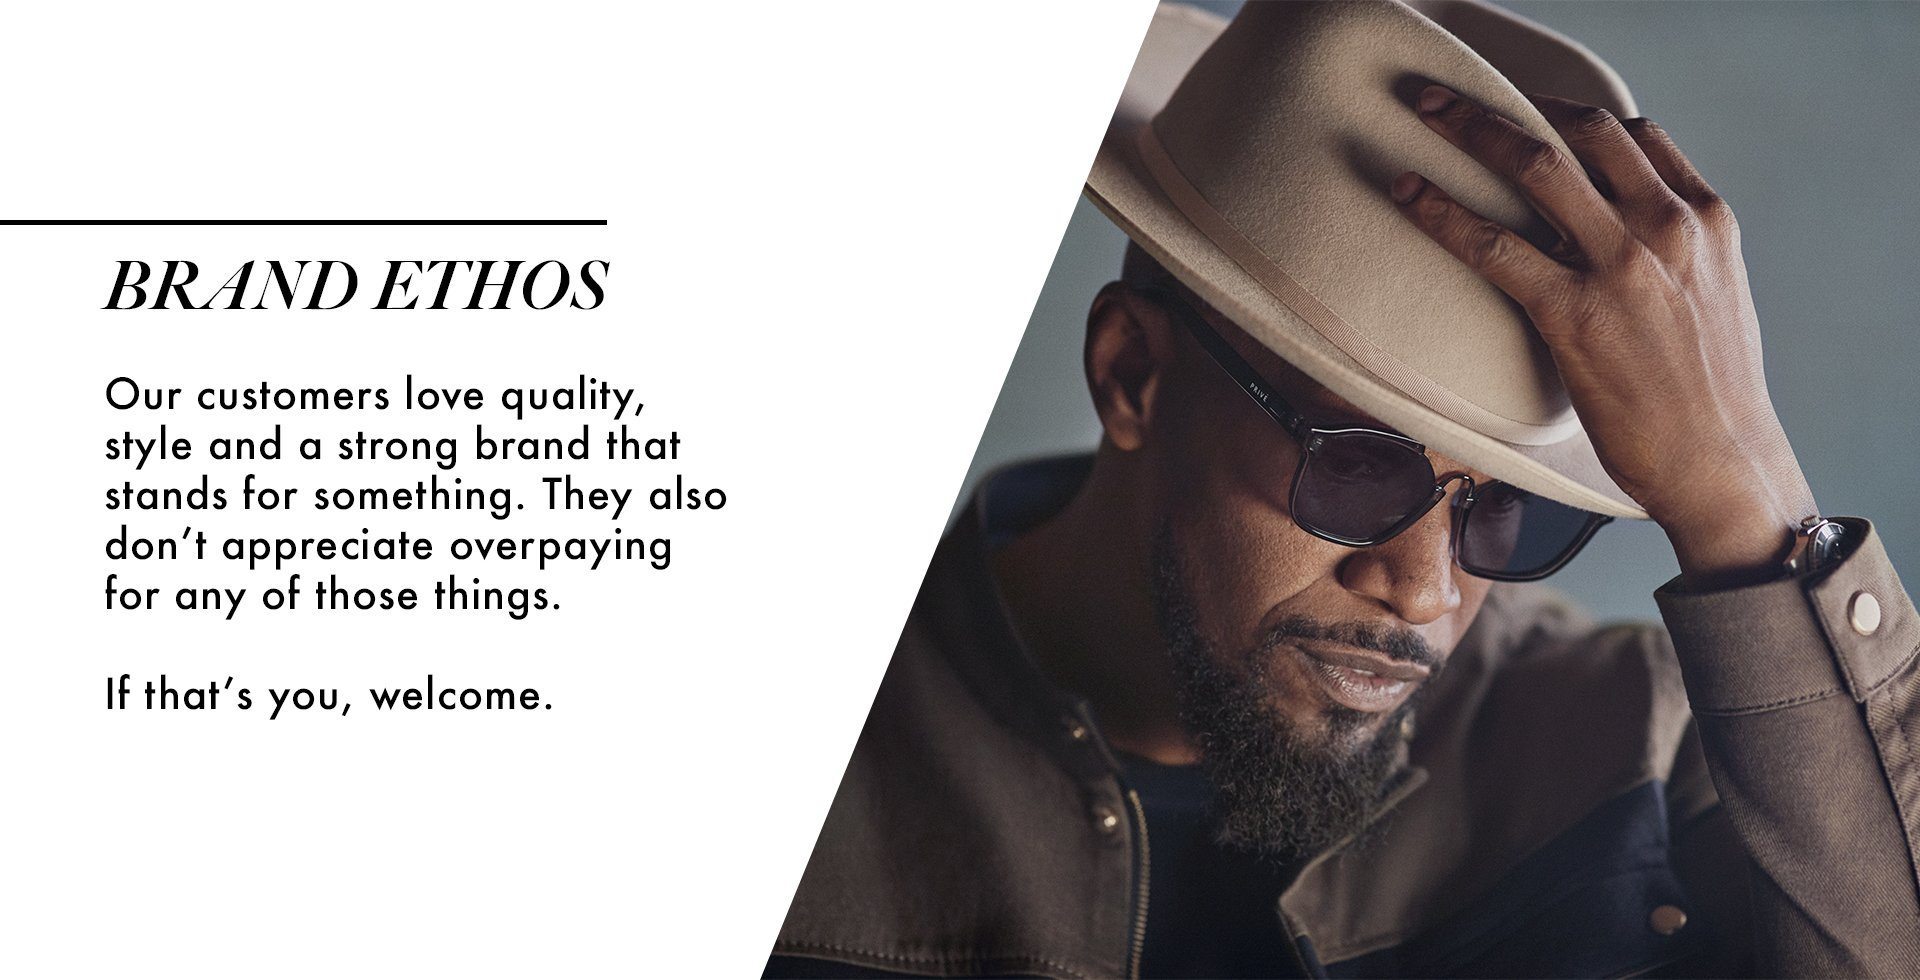 BRAND ETHOS
Our customers love quality,
style and a strong brand that
stands for something. They also
don’t appreciate overpaying
for any of those things.
If that’s you, welcome.
PRIVÉ